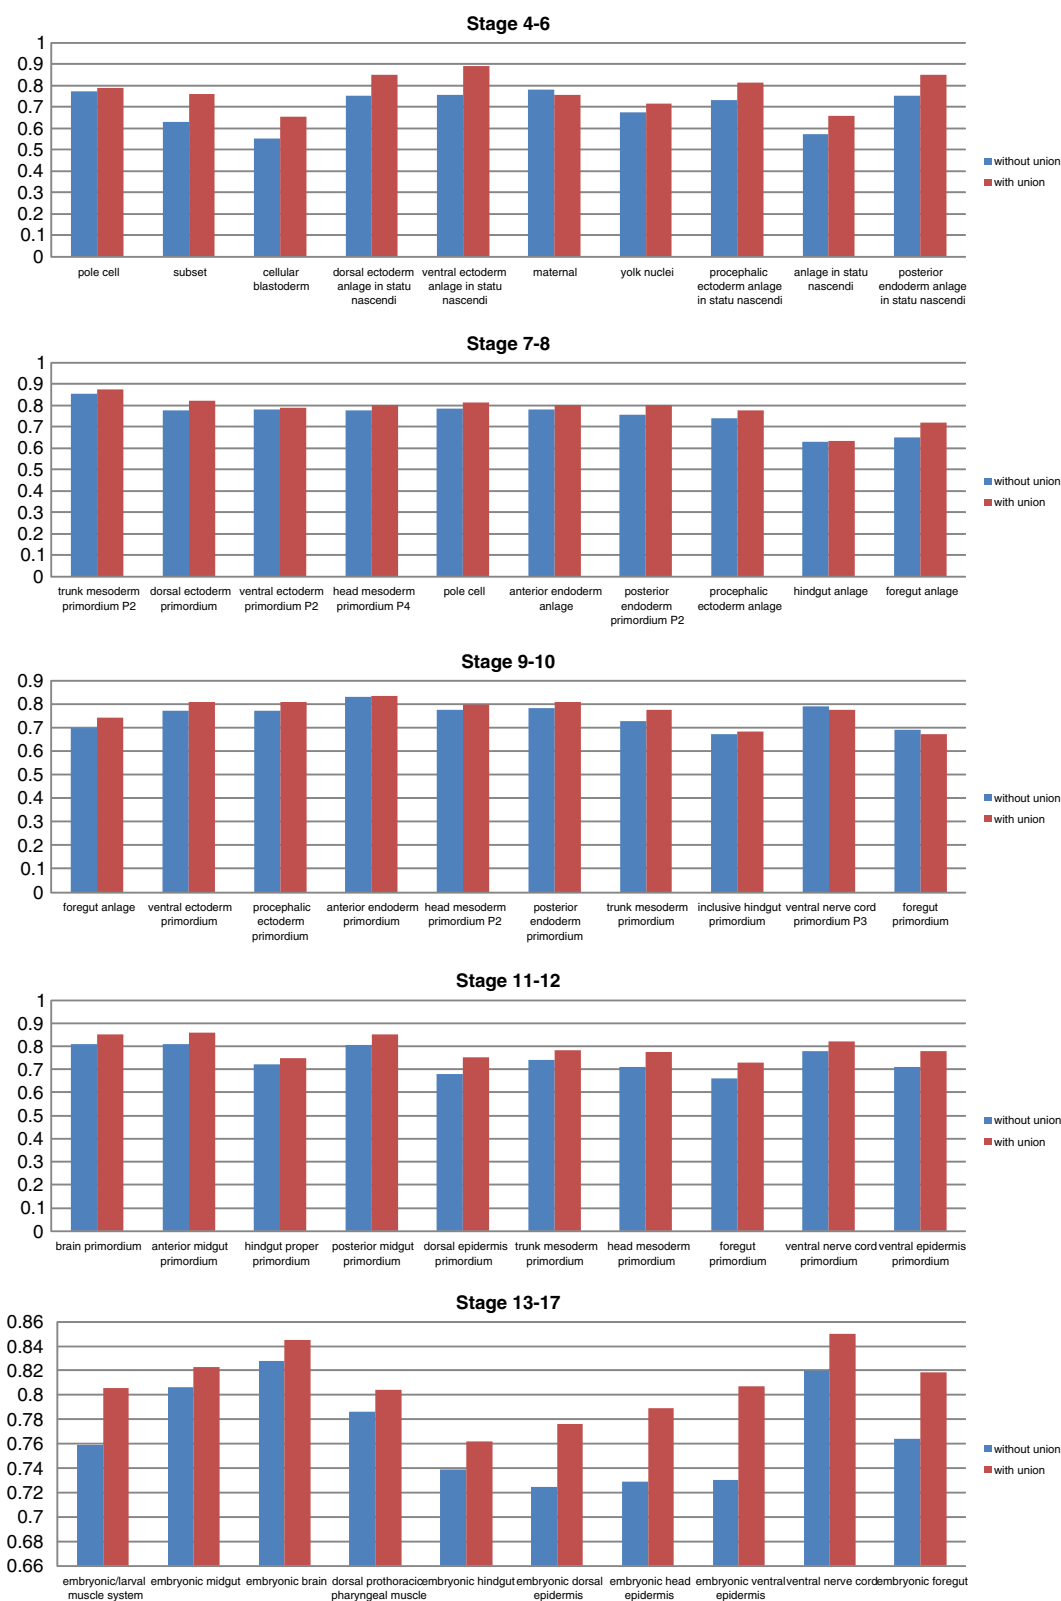 Stage 4-6
1
0.9
0.8
0.7
0.6
0.5
0.4
0.3
0.2
0.1
0
pole cell
subset
cellular
blastoderm
dorsal ectoderm
anlage in statu
nascendi
ventral ectoderm
anlage in statu
nascendi
maternal
yolk nuclei
procephalic
ectoderm anlage
in statu nascendi
anlage in statu
nascendi
posterior
endoderm anlage
in statu nascendi
without union
with union
Stage 7-8
1
0.9
0.8
0.7
0.6
0.5
0.4
0.3
0.2
0.1
0
trunk mesoderm
primordium P2
dorsal ectoderm
primordium
ventral ectoderm
primordium P2
head mesoderm
primordium P4
pole cell
anterior endoderm
anlage
posterior
endoderm
primordium P2
procephalic
ectoderm anlage
hindgut anlage
foregut anlage
without union
with union
Stage 9-10
0.9
0.8
0.7
0.6
0.5
0.4
0.3
0.2
0.1
0
foregut anlage
ventral ectoderm
primordium
procephalic
ectoderm
primordium
anterior endoderm
primordium
head mesoderm
primordium P2
posterior
endoderm
primordium
trunk mesoderm
primordium
inclusive hindgut
primordium
ventral nerve cord
primordium P3
foregut
primordium
without union
with union
Stage 11-12
1
0.9
0.8
0.7
0.6
0.5
0.4
0.3
0.2
0.1
0
brain primordium
anterior midgut
primordium
hindgut proper
primordium
posterior midgut
primordium
dorsal epidermis
primordium
trunk mesoderm
primordium
head mesoderm
primordium
foregut
primordium
ventral nerve cord
primordium
ventral epidermis
primordium
without union
with union
Stage 13-17
0.86
0.84
0.82
0.8
0.78
0.76
0.74
0.72
0.7
0.68
0.66
embryonic/larval
muscle system
embryonic midgut
embryonic brain
dorsal prothoracic
pharyngeal muscle
embryonic hindgut
embryonic dorsal
epidermis
embryonic head
epidermis
embryonic ventral
epidermis
ventral nerve cord
embryonic foregut
without union
with union